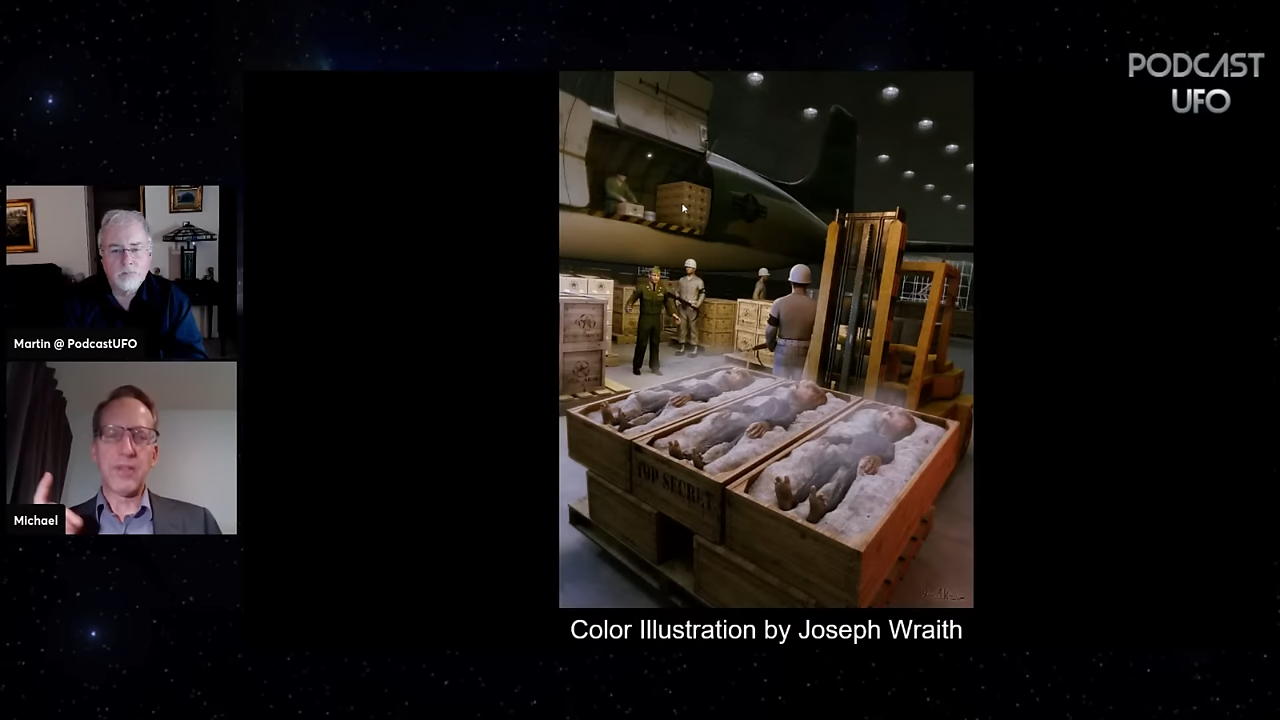 PODCAST
UFO
Martin @ PodcastUFO
Michael
TOP SECRET
Color Illustration by Joseph Wraith